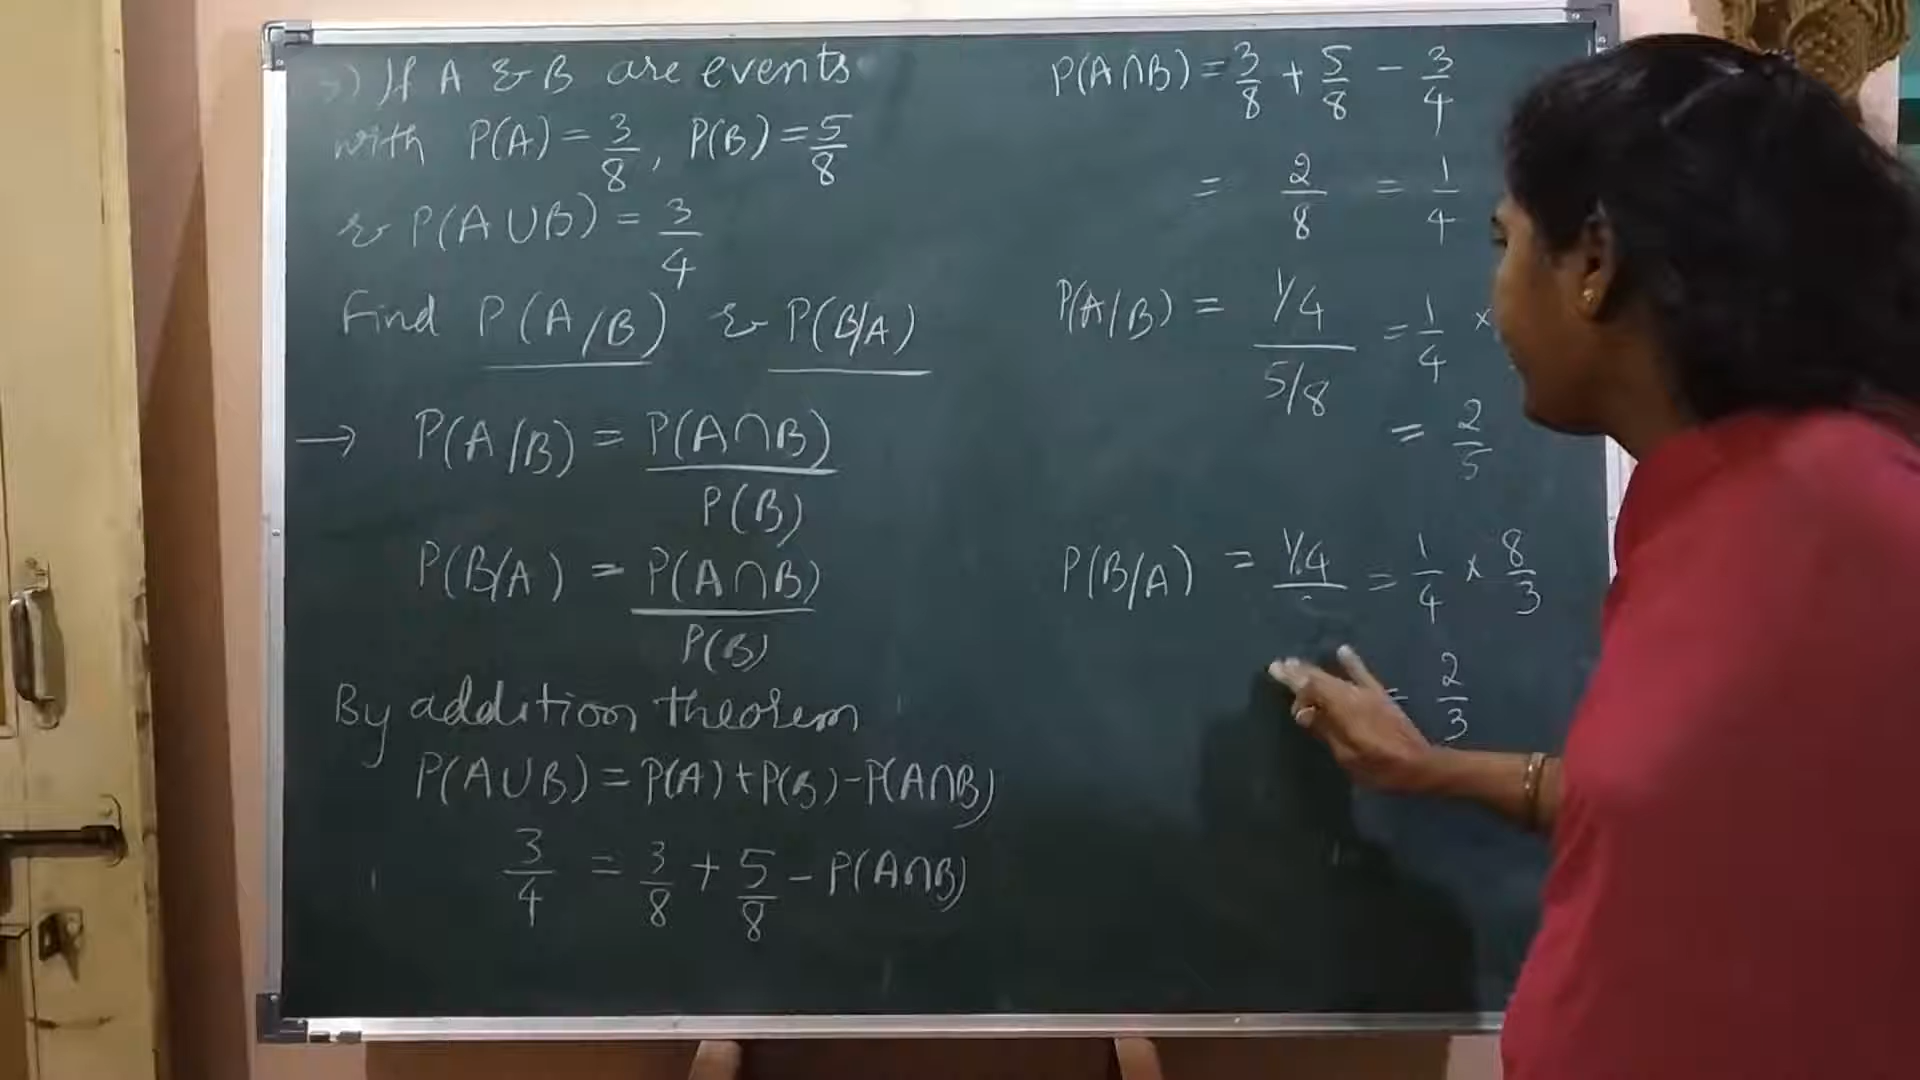 If A & B are events
with P(A) = 3/8, P(B) = 5/8
& P(A∪B) = 3/4
Find P(A/B) & P(B/A)
→ P(A/B) = P(A∩B)/P(B)
P(B/A) = P(A∩B)/P(B)
By addition theorem
P(A∪B) = P(A) + P(B) - P(A∩B)
3/4 = 3/8 + 5/8 - P(A∩B)
P(A∩B) = 3/8 + 5/8 - 3/4
= 2/8 = 1/4
P(A/B) = (1/4)/(5/8) = 1/4 ×
= 2/5
P(B/A) = 1/4 = 1/4 × 8/3
= 2/3